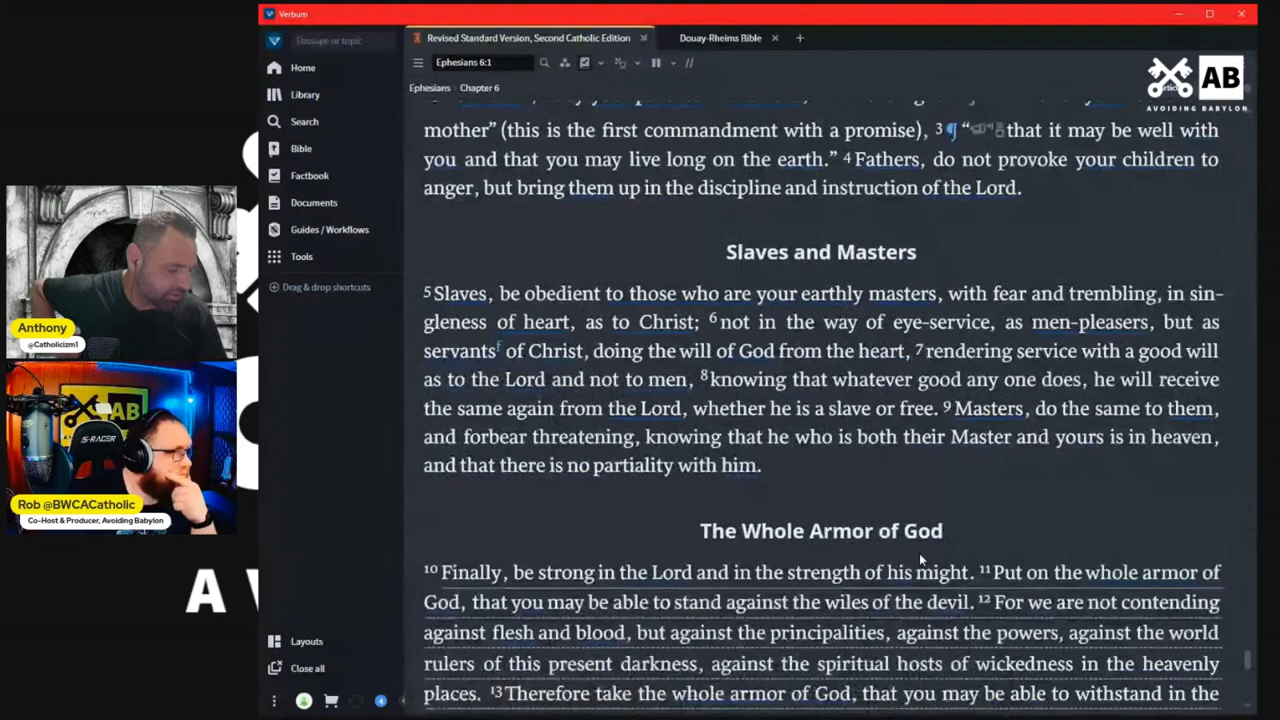 Verbum
Passage or topic
Home
Library
Search
Bible
Factbook
Documents
Guides / Workflows
Tools
Drag & drop shortcuts
Layouts
Close all
4
Revised Standard Version, Second Catholic Edition
Douay-Rheims Bible
Ephesians 6:1
Ephesians › Chapter 6
AB
AVOIDING BABYLON
mother” (this is the first commandment with a promise), 3 ¶ “ that it may be well with
you and that you may live long on the earth.” 4 Fathers, do not provoke your children to
anger, but bring them up in the discipline and instruction of the Lord.
Slaves and Masters
5 Slaves, be obedient to those who are your earthly masters, with fear and trembling, in sin-
gleness of heart, as to Christ; 6 not in the way of eye-service, as men-pleasers, but as
servants f of Christ, doing the will of God from the heart, 7 rendering service with a good will
as to the Lord and not to men, 8 knowing that whatever good any one does, he will receive
the same again from the Lord, whether he is a slave or free. 9 Masters, do the same to them,
and forbear threatening, knowing that he who is both their Master and yours is in heaven,
and that there is no partiality with him.
The Whole Armor of God
10 Finally, be strong in the Lord and in the strength of his might. 11 Put on the whole armor of
God, that you may be able to stand against the wiles of the devil. 12 For we are not contending
against flesh and blood, but against the principalities, against the powers, against the world
rulers of this present darkness, against the spiritual hosts of wickedness in the heavenly
places. 13 Therefore take the whole armor of God, that you may be able to withstand in the
Anthony
@Catholicizm1
AB
S-RACER
Rob @BWCACatholic
Co-Host & Producer, Avoiding Babylon
A V